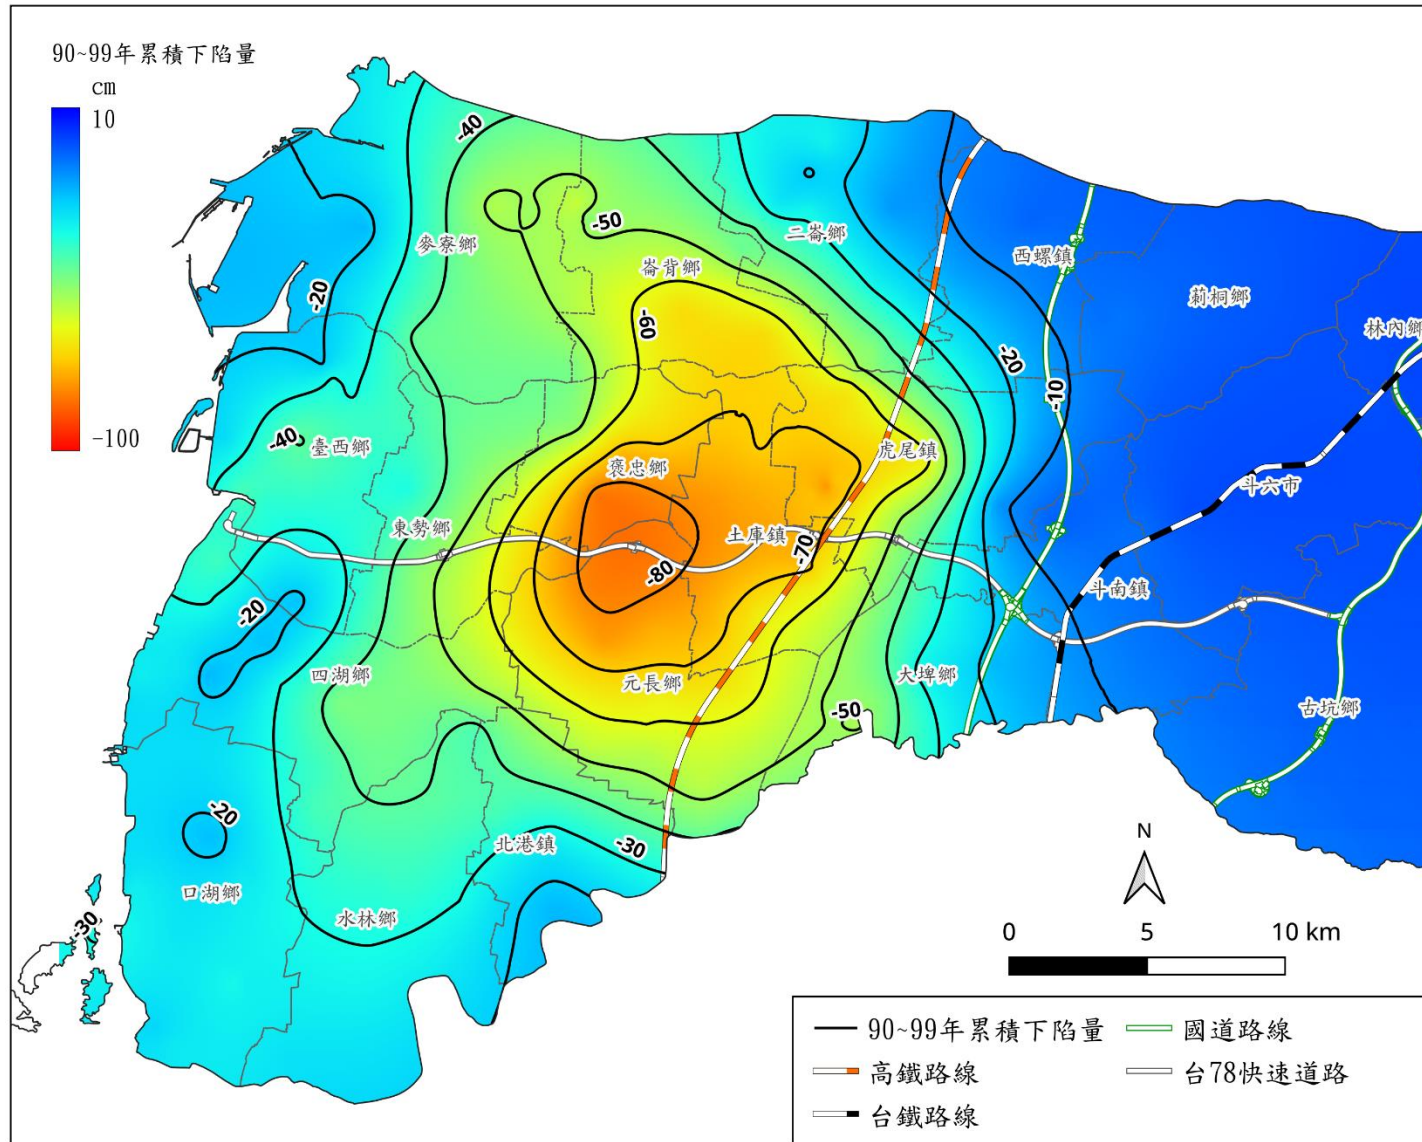 90~99年累積下陷量
cm
10
-100
-40
-50
麥寮鄉
二崙鄉
西螺鎮
崙背鄉
莿桐鄉
-20
-60
林內鄉
-20
-10
-40
臺西鄉
虎尾鎮
褒忠鄉
斗六市
東勢鄉
土庫鎮
-70
-80
斗南鎮
-20
四湖鄉
元長鄉
大埤鄉
-50
古坑鄉
-20
北港鎮
-30
N
口湖鄉
水林鄉
-30
0 5 10 km
90~99年累積下陷量
國道路線
高鐵路線
台78快速道路
台鐵路線